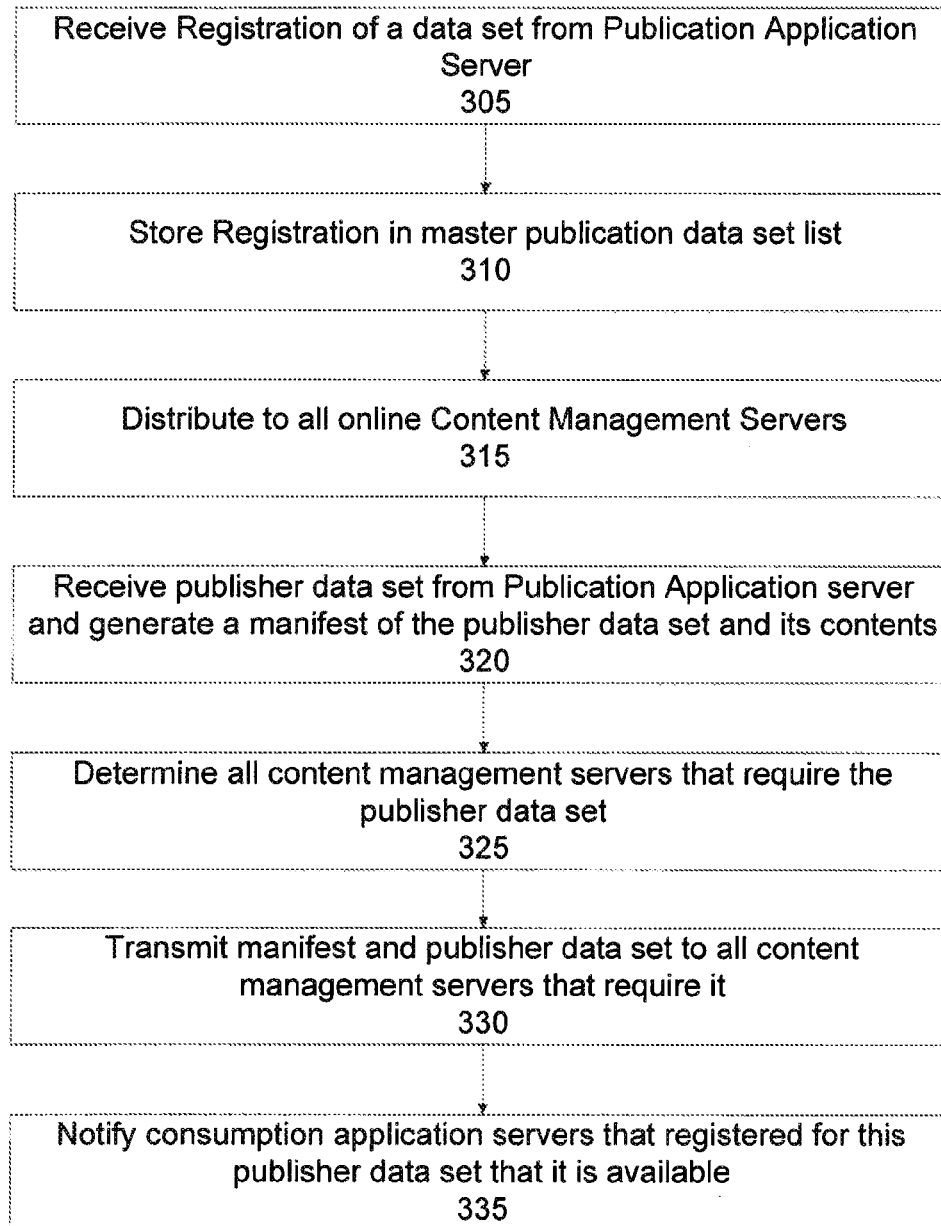 Receive Registration of a data set from Publication Application
Server
305
Store Registration in master publication data set list
310
Distribute to all online Content Management Servers
315
Receive publisher data set from Publication Application server
and generate a manifest of the publisher data set and its contents
320
Determine all content management servers that require the
publisher data set
325
Transmit manifest and publisher data set to all content
management servers that require it
330
Notify consumption application servers that registered for this
publisher data set that it is available
335